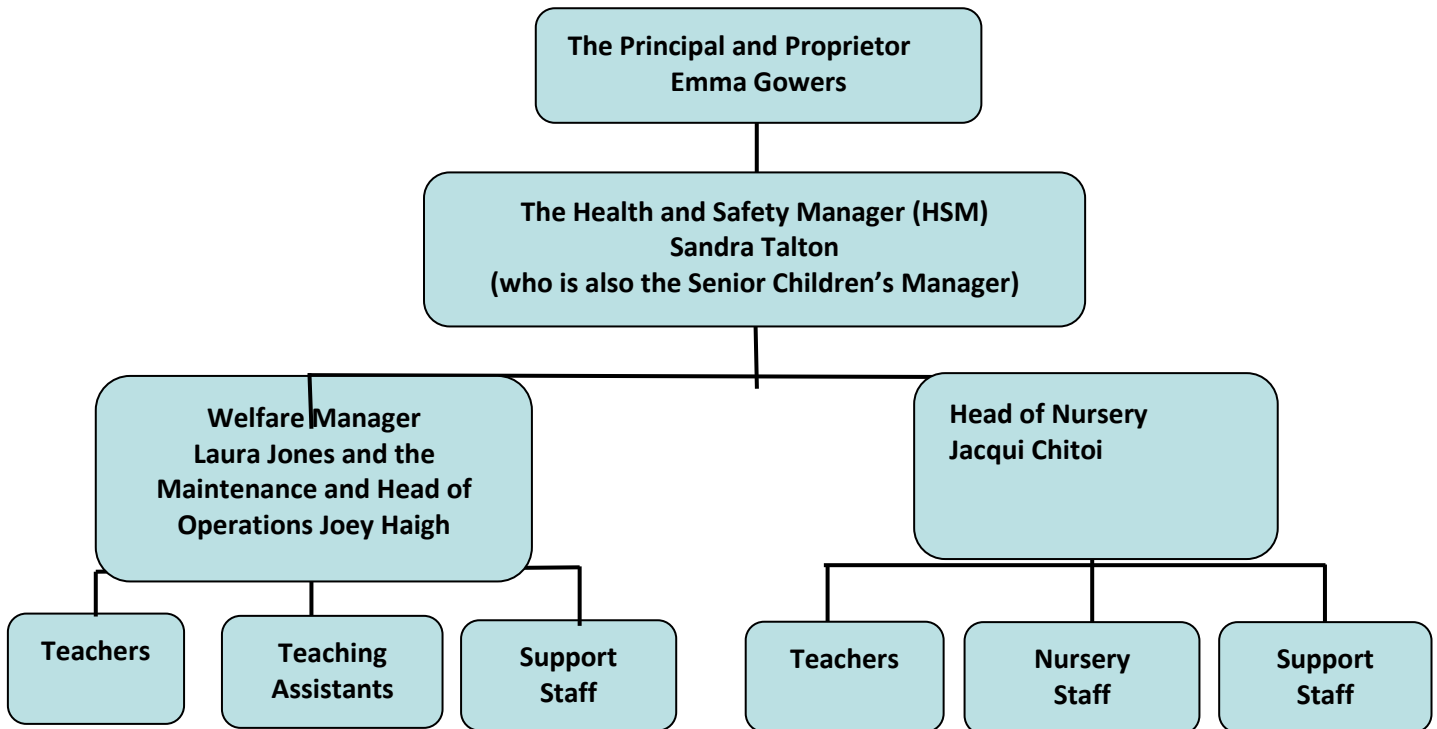 The Principal and Proprietor
Emma Gowers
The Health and Safety Manager (HSM)
Sandra Talton
(who is also the Senior Children’s Manager)
Welfare Manager
Laura Jones and the
Maintenance and Head of
Operations Joey Haigh
Head of Nursery
Jacqui Chitoi
Teachers
Teaching
Assistants
Support
Staff
Teachers
Nursery
Staff
Support
Staff